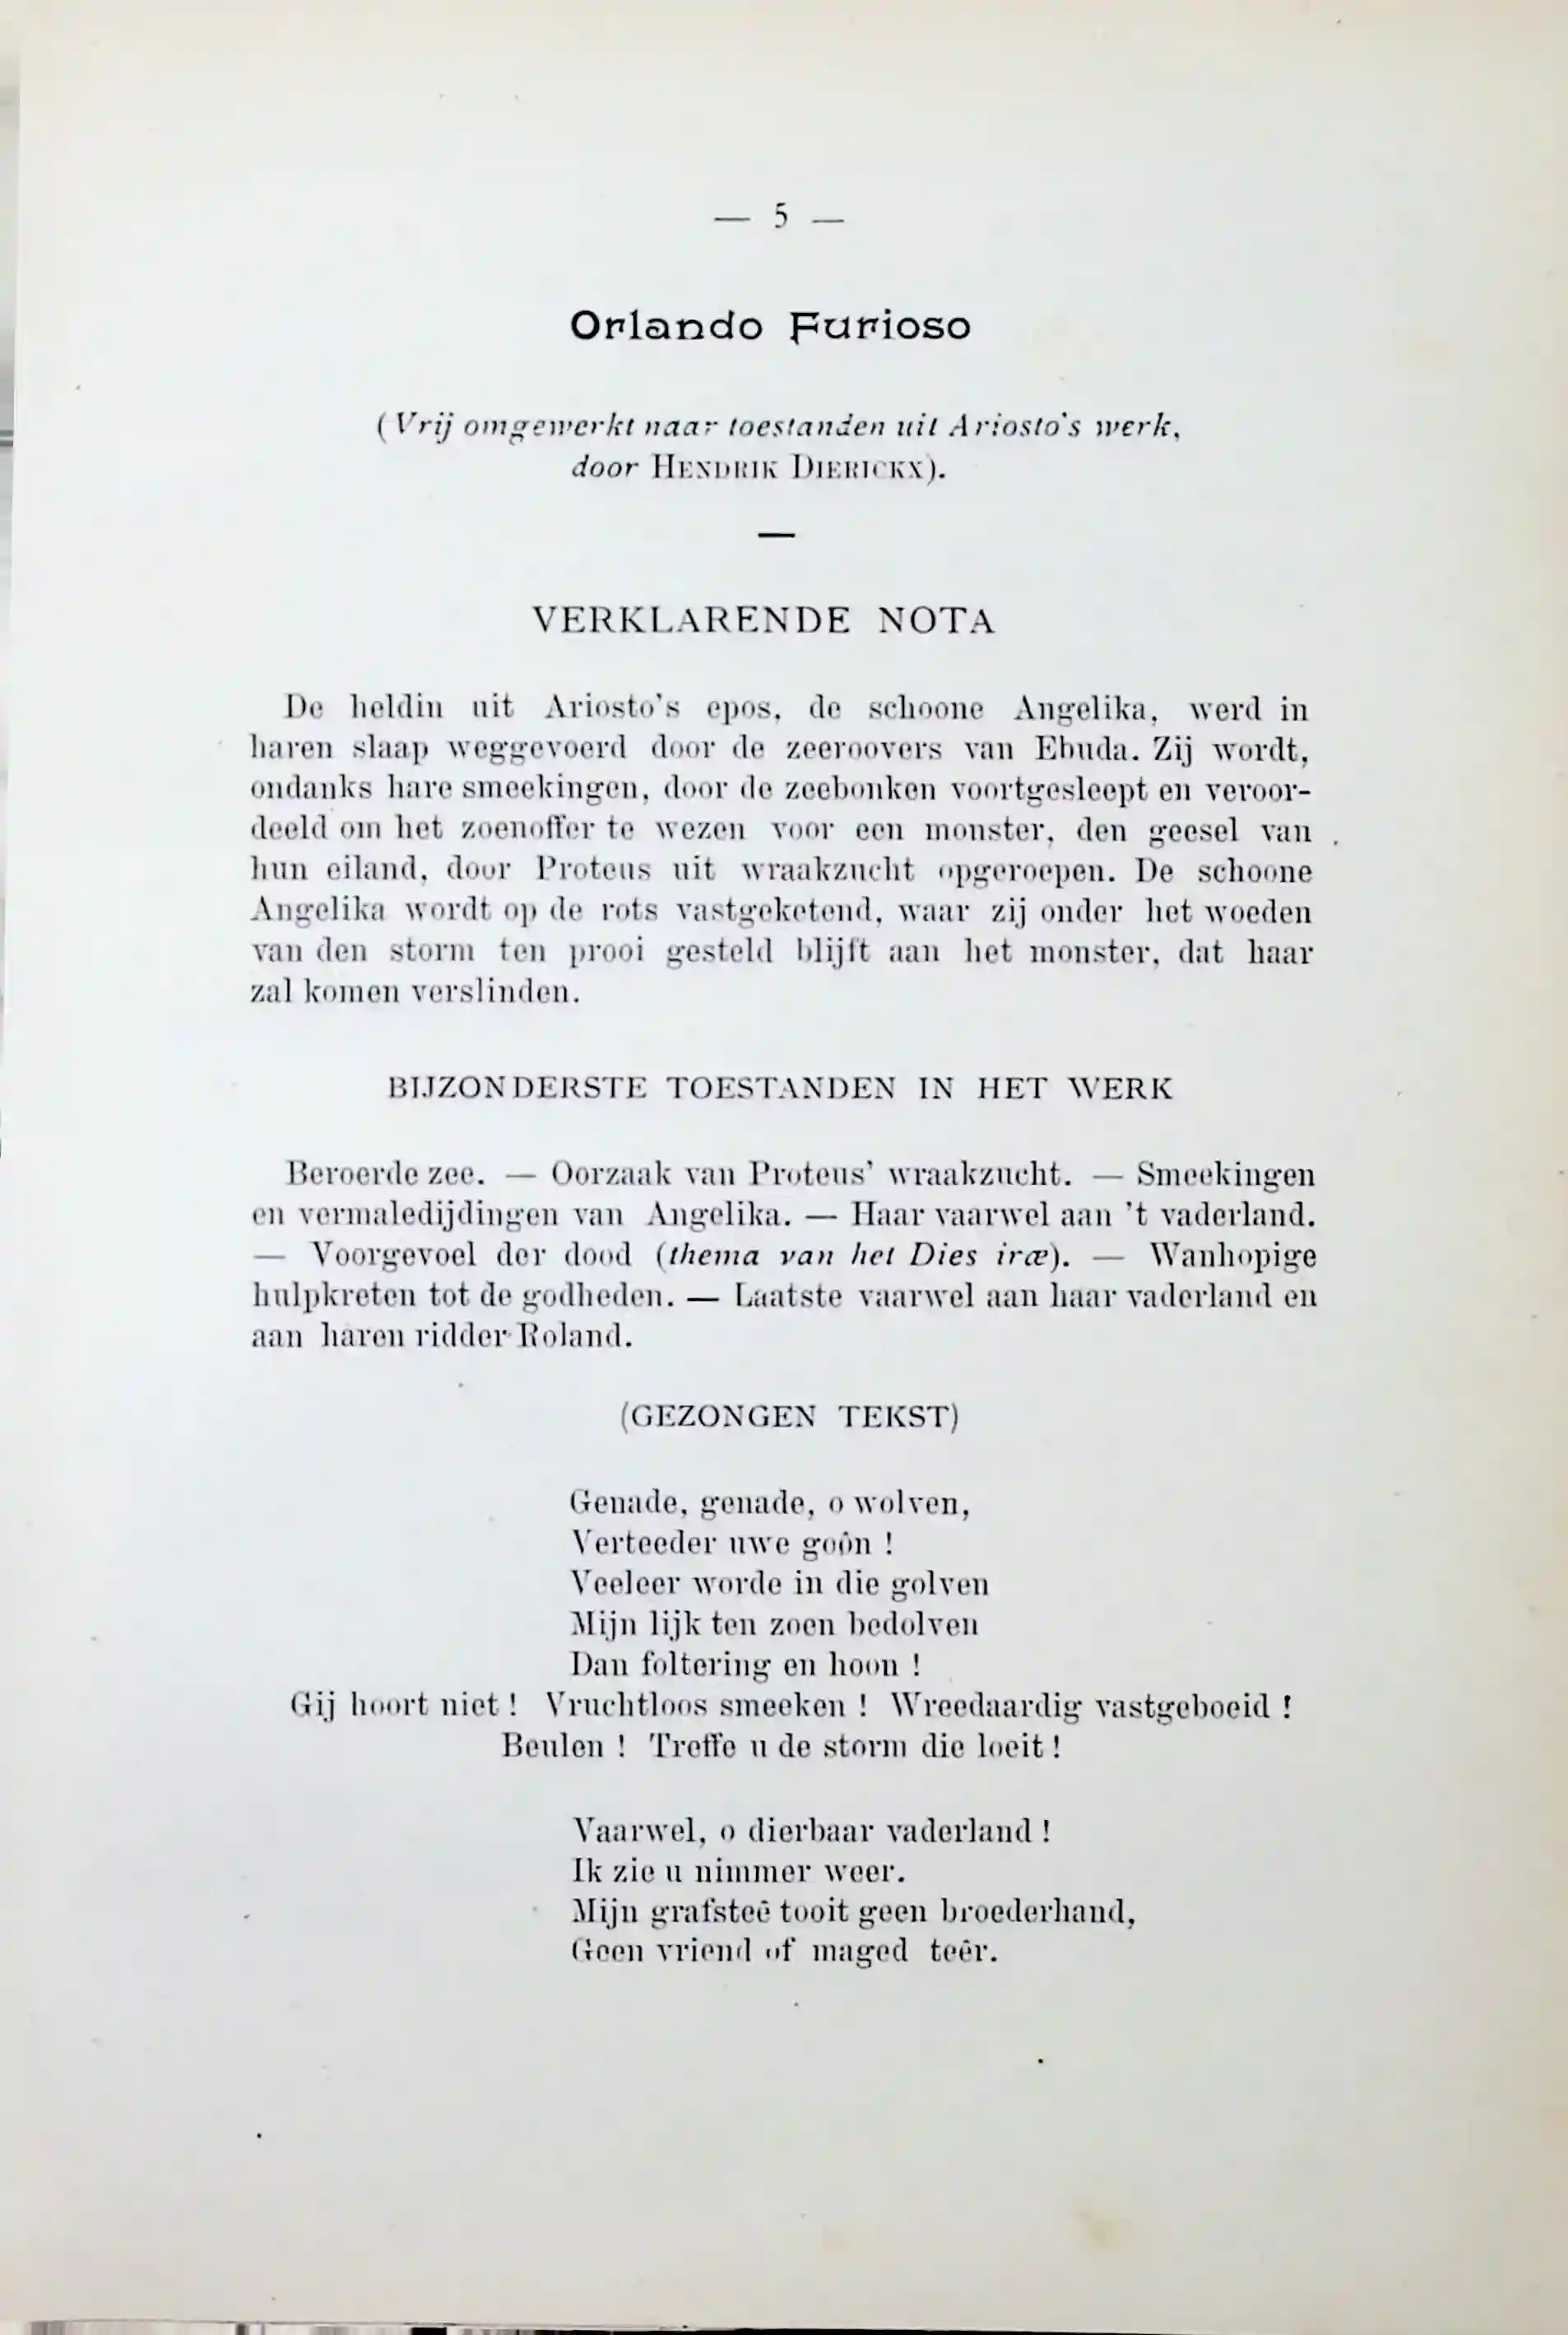 — 5 —
Orlando Furioso
(Vrij omgewerkt naar toestanden uit Ariosto's werk,
door HENDRIK DIERICKX).
—
VERKLARENDE NOTA
De heldin uit Ariosto's epos, de schoone Angelika, werd in
haren slaap weggevoerd door de zeeroovers van Ebuda. Zij wordt,
ondanks hare smeekingen, door de zeebonken voortgesleept en veroor-
deeld om het zoenoffer te wezen voor een monster, den geesel van
hun eiland, door Proteus uit wraakzucht opgeroepen. De schoone
Angelika wordt op de rots vastgeketend, waar zij onder het woeden
van den storm ten prooi gesteld blijft aan het monster, dat haar
zal komen verslinden.
BIJZONDERSTE TOESTANDEN IN HET WERK
Beroerde zee. — Oorzaak van Proteus' wraakzucht. — Smeekingen
en vermaledijdingen van Angelika. — Haar vaarwel aan 't vaderland.
— Voorgevoel der dood (thema van het Dies iræ). — Wanhopige
hulpkreten tot de godheden. — Laatste vaarwel aan haar vaderland en
aan haren ridder Roland.
(GEZONGEN TEKST)
Genade, genade, o wolven,
Verteeder uwe goôn !
Veeleer worde in die golven
Mijn lijk ten zoen bedolven
Dan foltering en hoon !
Gij hoort niet ! Vruchtloos smeeken ! Wreedaardig vastgeboeid !
Beulen ! Treffe u de storm die loeit !
Vaarwel, o dierbaar vaderland !
Ik zie u nimmer weer.
Mijn grafsteê tooit geen broederhand,
Geen vriend of maged teêr.